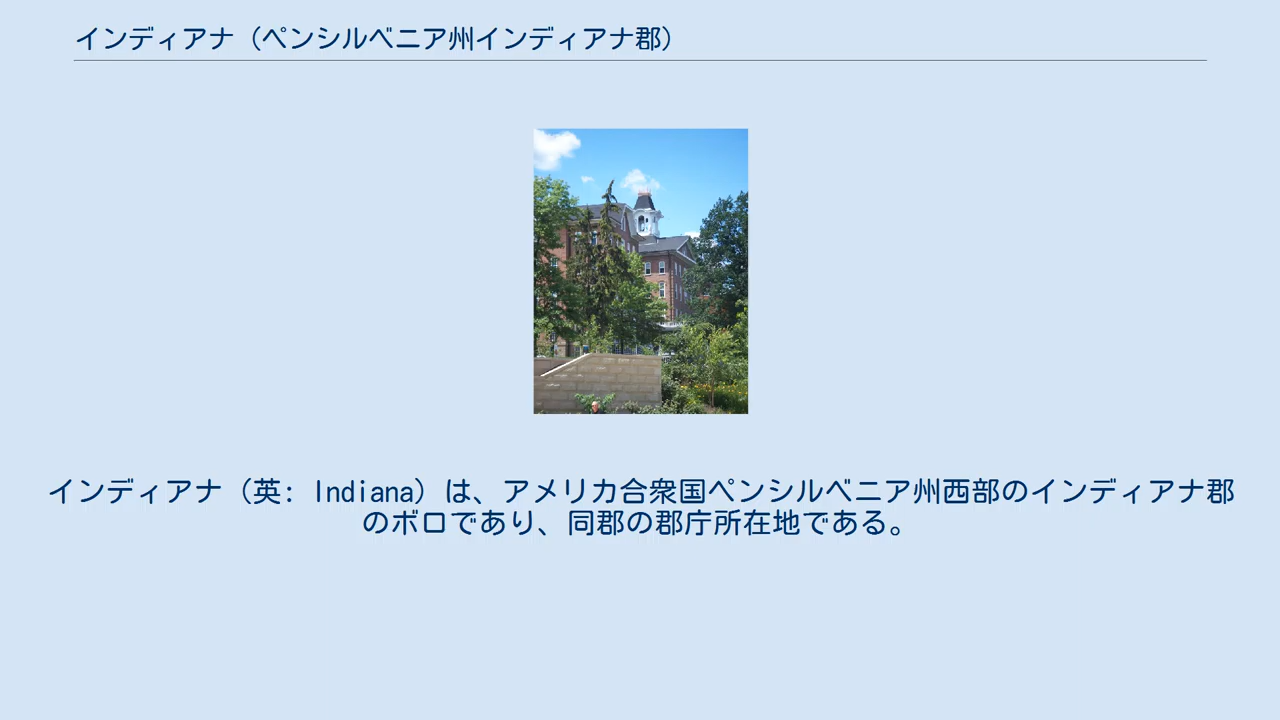 インディアナ（ペンシルベニア州インディアナ郡）
インディアナ（英: Indiana）は、アメリカ合衆国ペンシルベニア州西部のインディアナ郡
のボロであり、同郡の郡庁所在地である。